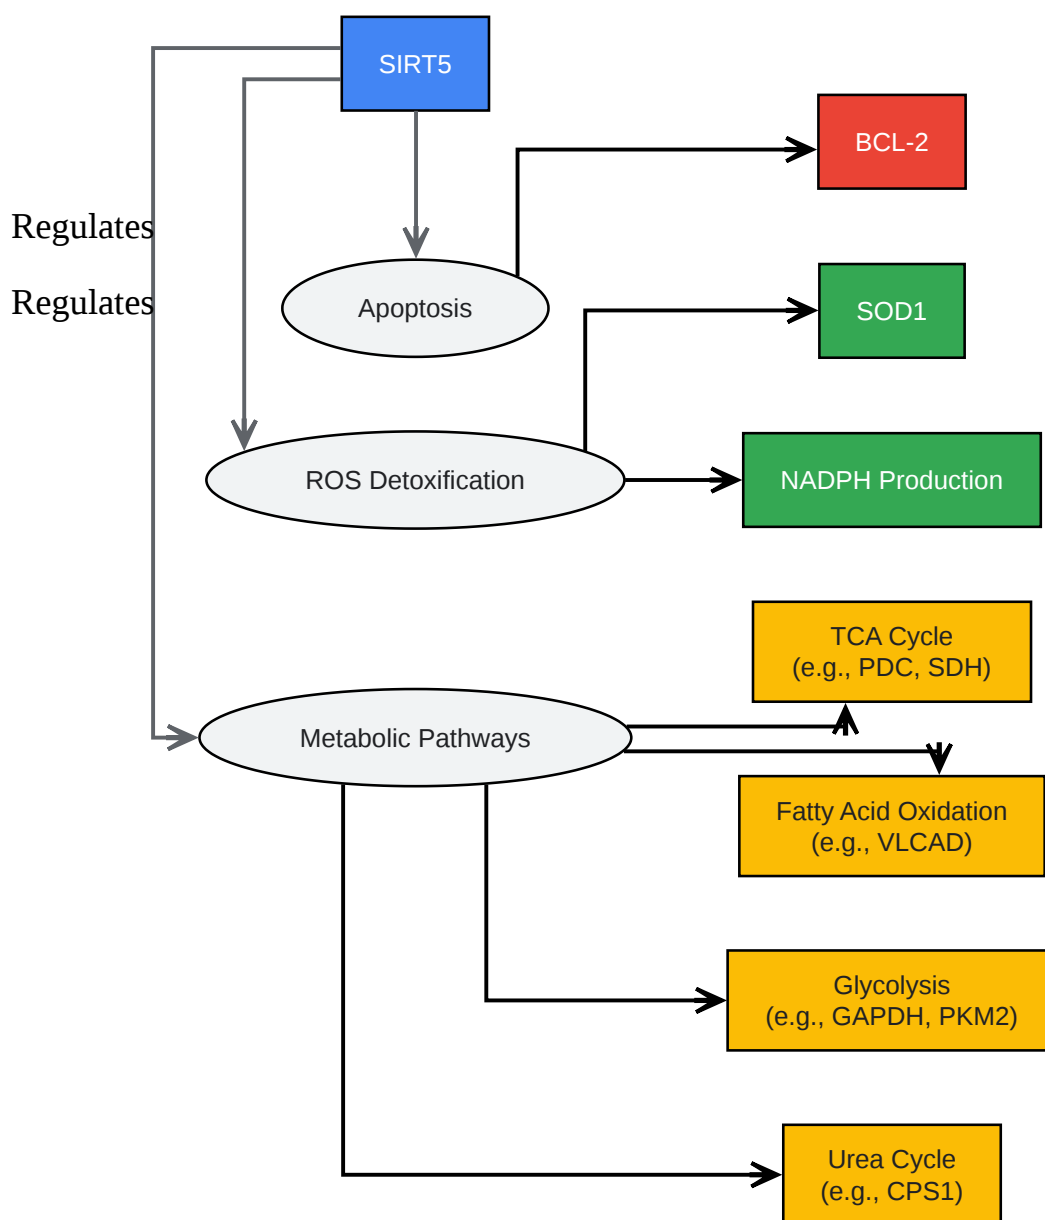 SIRT5
BCL-2
Regulates
Regulates
Apoptosis
SOD1
ROS Detoxification
NADPH Production
TCA Cycle
(e.g., PDC, SDH)
Metabolic Pathways
Fatty Acid Oxidation
(e.g., VLCAD)
Glycolysis
(e.g., GAPDH, PKM2)
Urea Cycle
(e.g., CPS1)